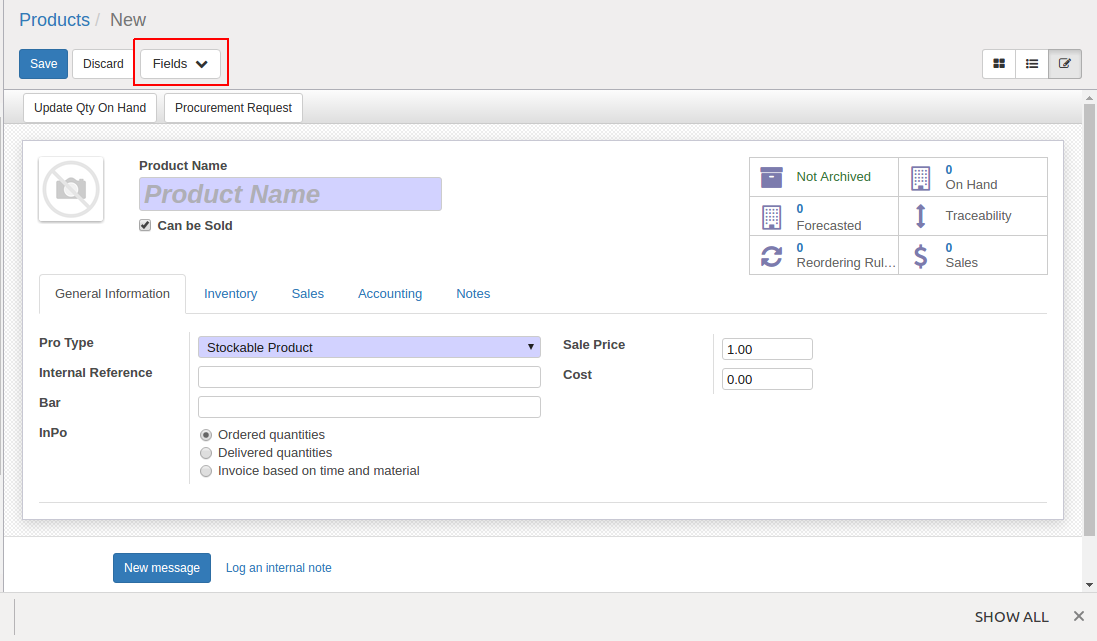 Products / New
Save Discard Fields
Update Qty On Hand Procurement Request
Product Name
Product Name
Can be Sold
Not Archived
0
On Hand
0
Forecasted
Traceability
0
Reordering Rul...
0
Sales
General Information Inventory Sales Accounting Notes
Pro Type Stockable Product
Internal Reference
Bar
InPo Ordered quantities
Delivered quantities
Invoice based on time and material
Sale Price 1.00
Cost 0.00
New message Log an internal note
SHOW ALL